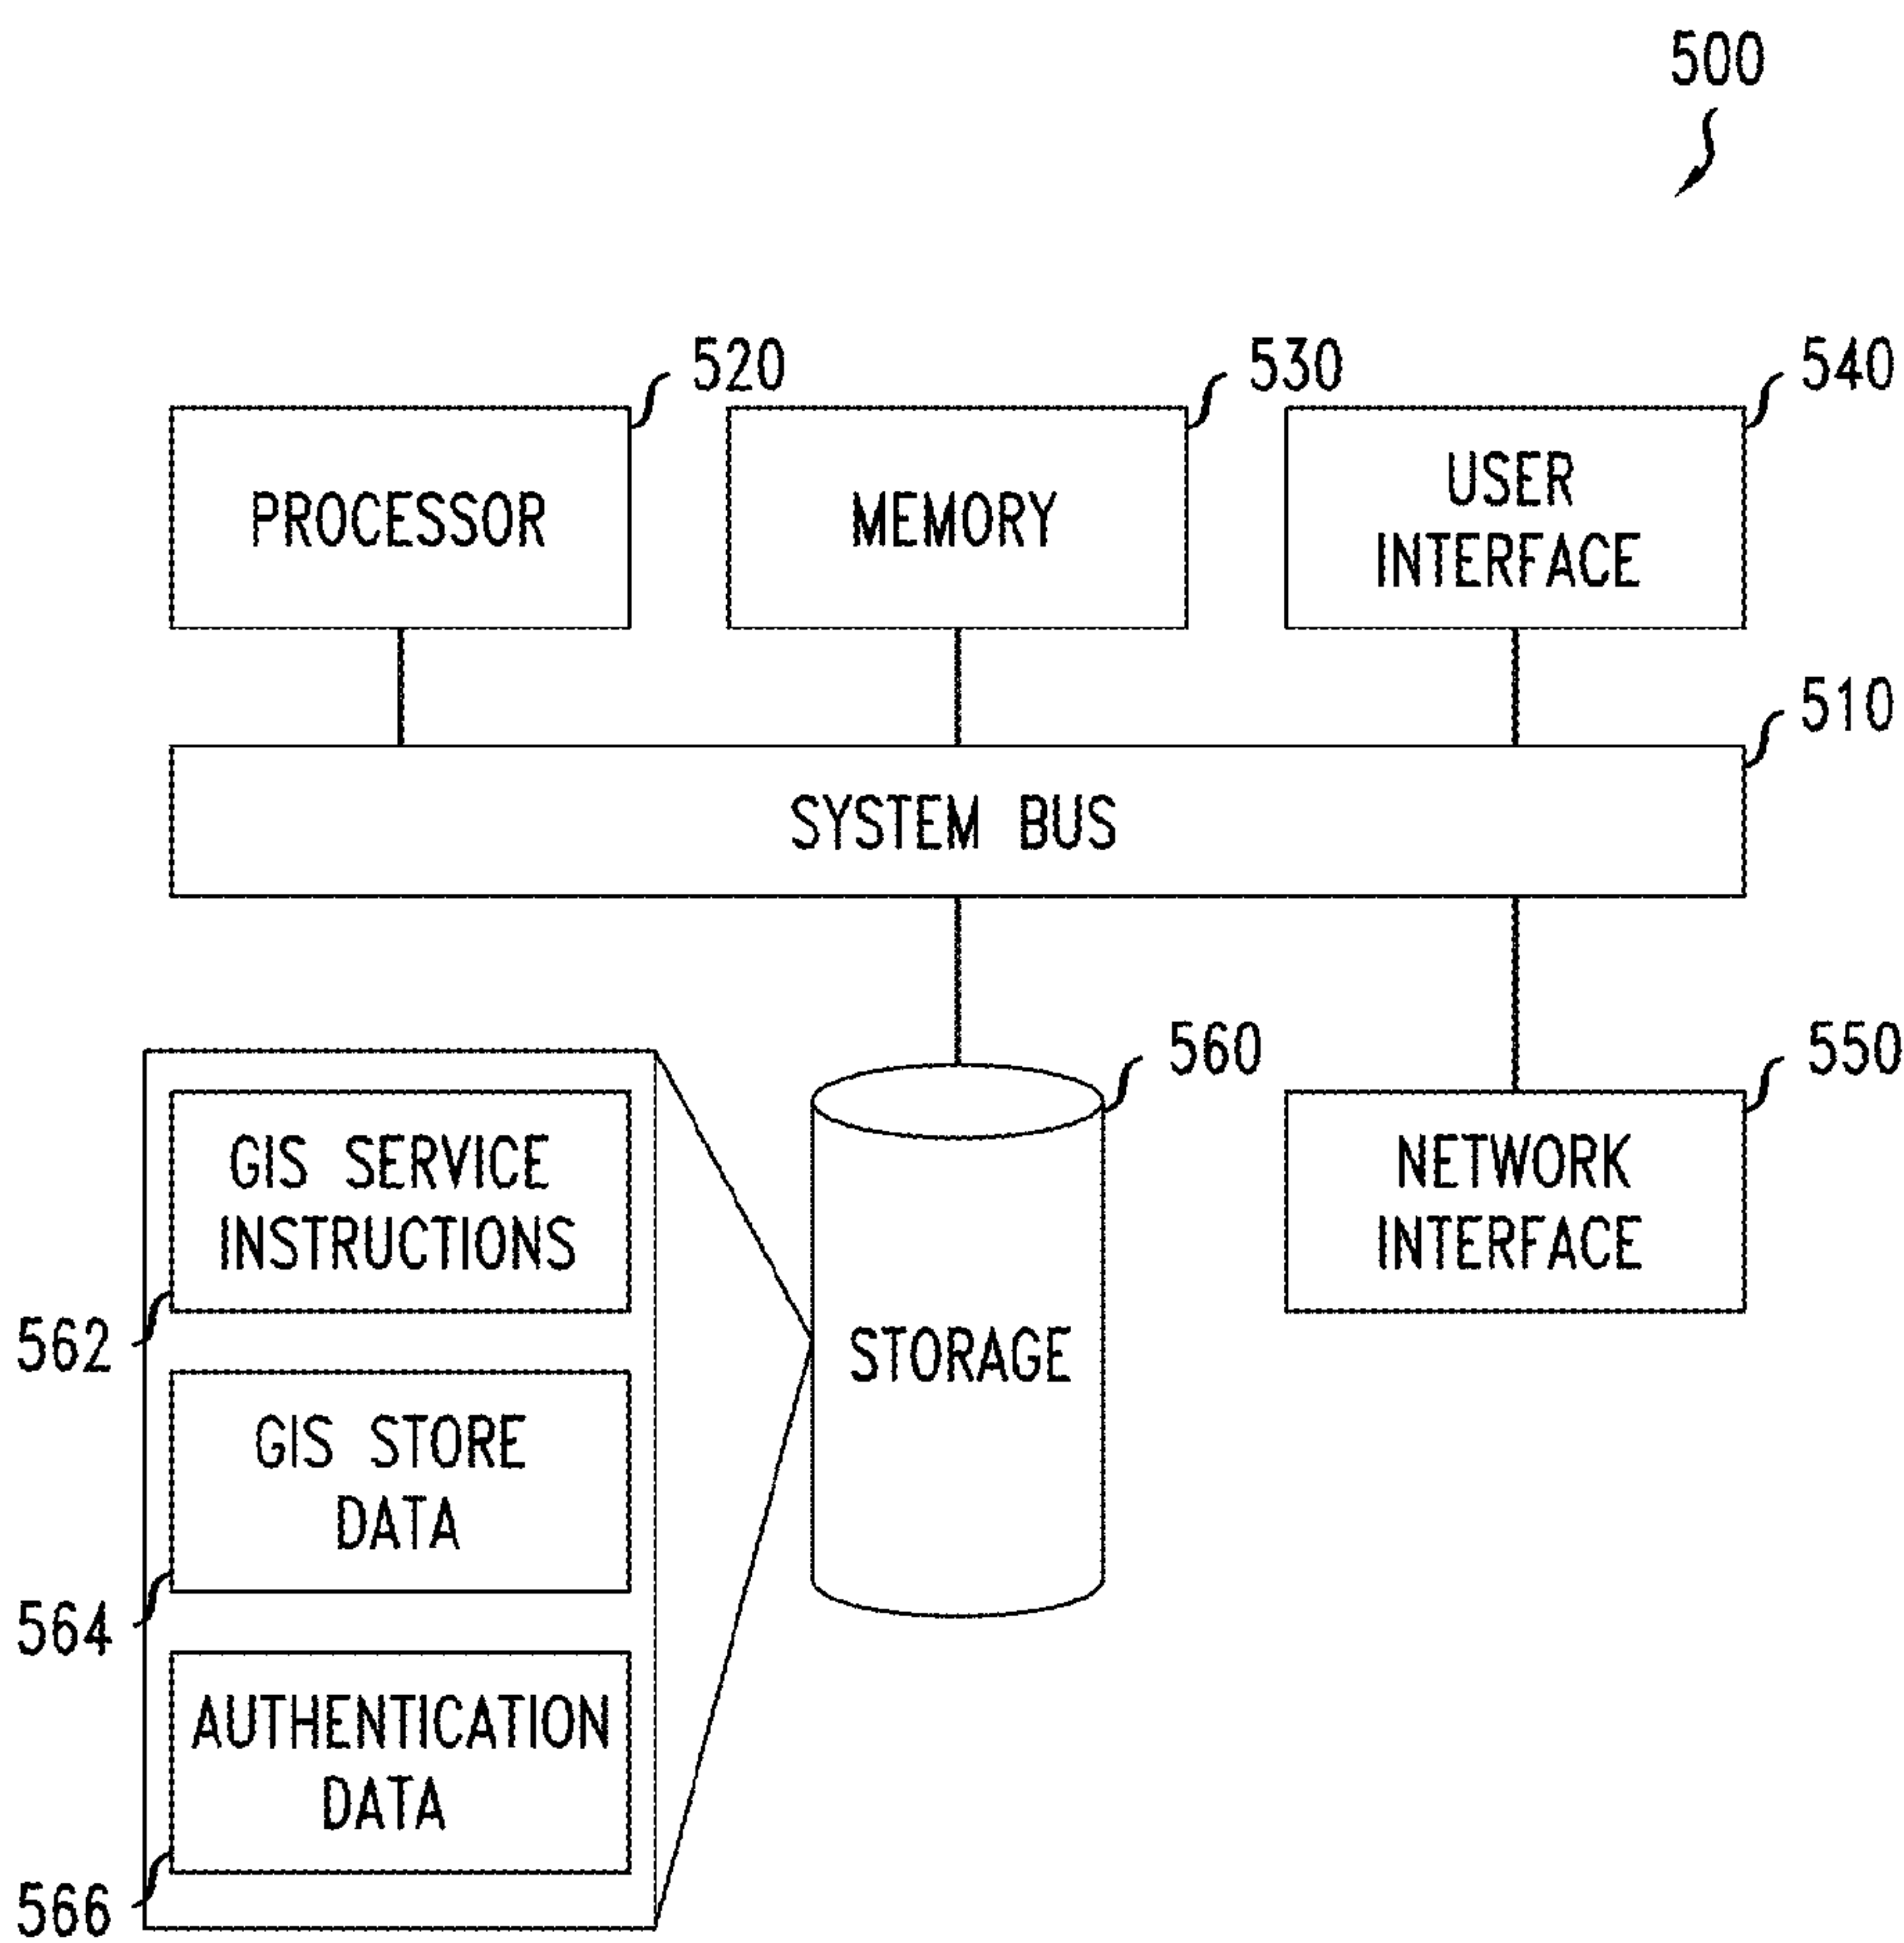 500
520
530
540
PROCESSOR
MEMORY
USER
INTERFACE
510
SYSTEM BUS
560
550
GIS SERVICE
INSTRUCTIONS
562
NETWORK
INTERFACE
STORAGE
GIS STORE
DATA
564
AUTHENTICATION
DATA
566